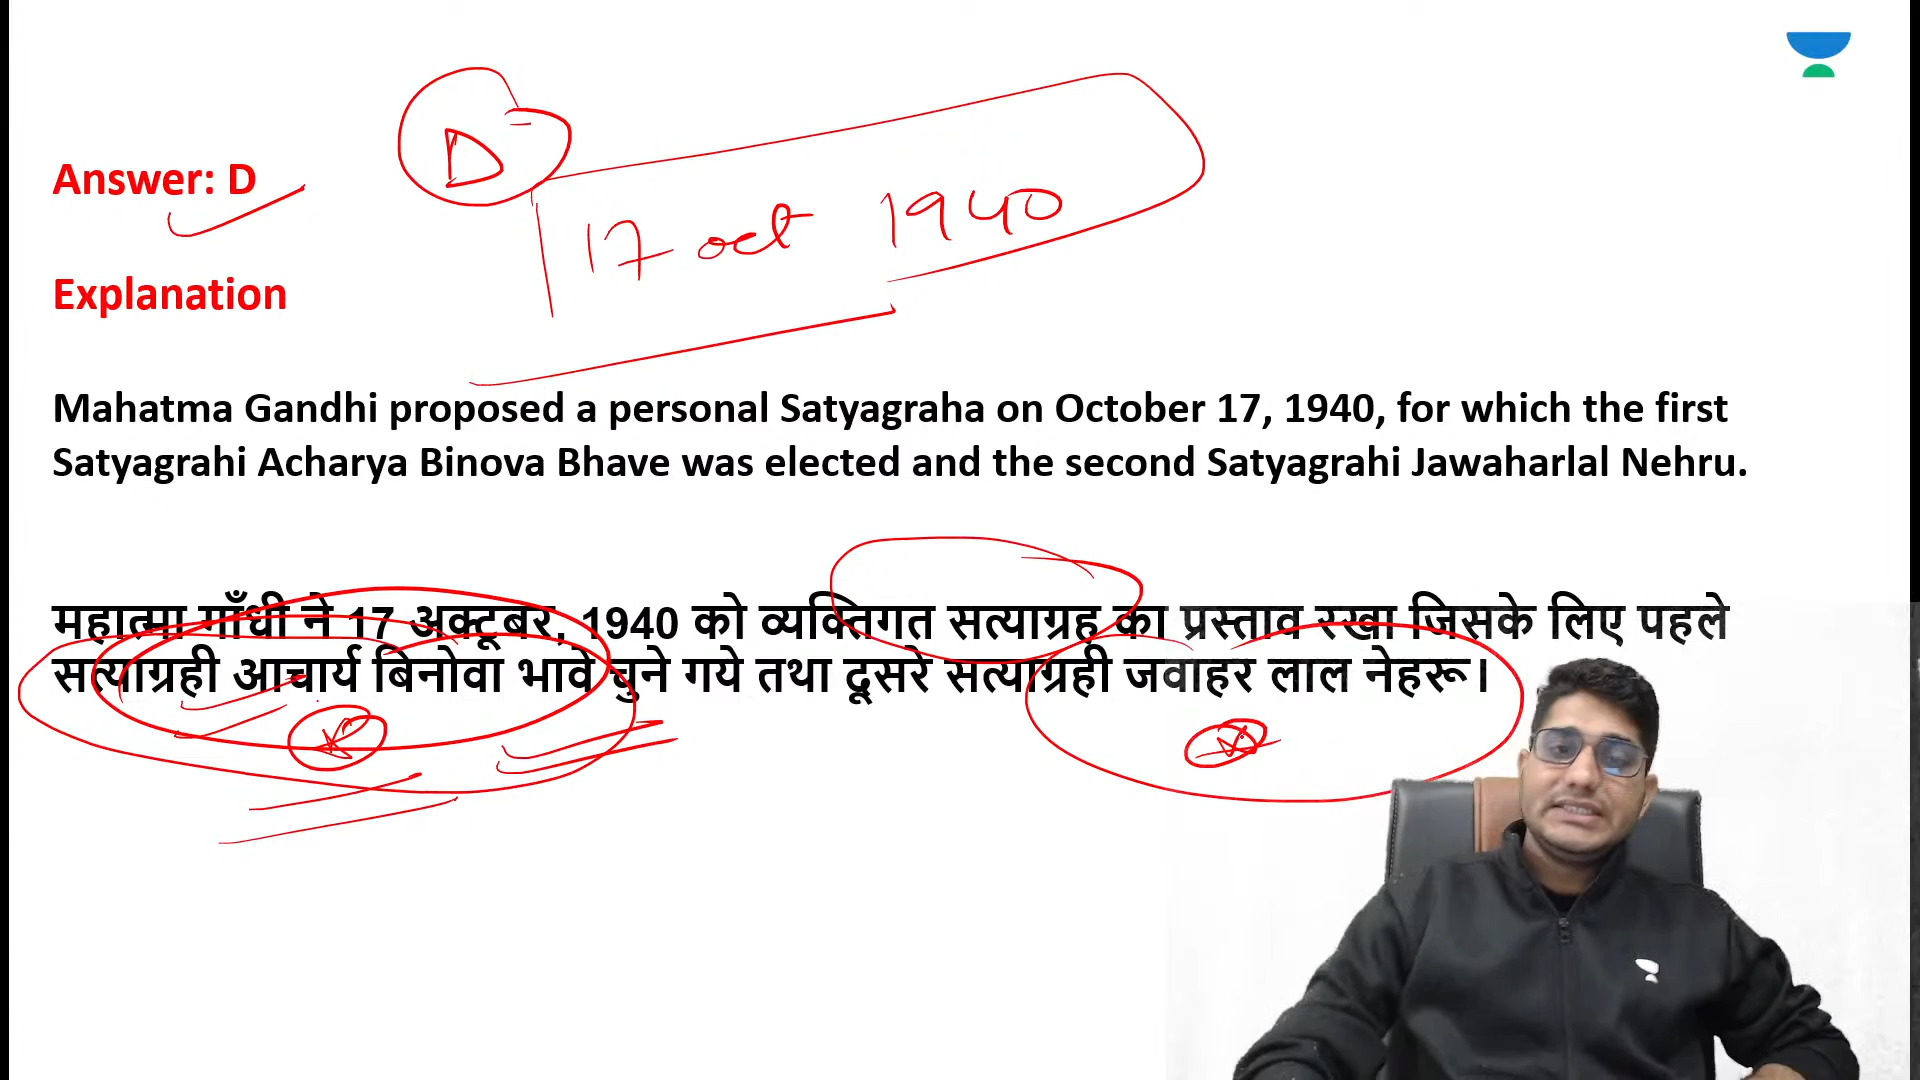 D
17 oct 1940
Answer: D
Explanation
Mahatma Gandhi proposed a personal Satyagraha on October 17, 1940, for which the first
Satyagrahi Acharya Binova Bhave was elected and the second Satyagrahi Jawaharlal Nehru.
महात्मा गाँधी ने 17 अक्टूबर, 1940 को व्यक्तिगत सत्याग्रह का प्रस्ताव रखा जिसके लिए पहले
सत्याग्रही आचार्य बिनोवा भावे चुने गये तथा दूसरे सत्याग्रही जवाहर लाल नेहरू।